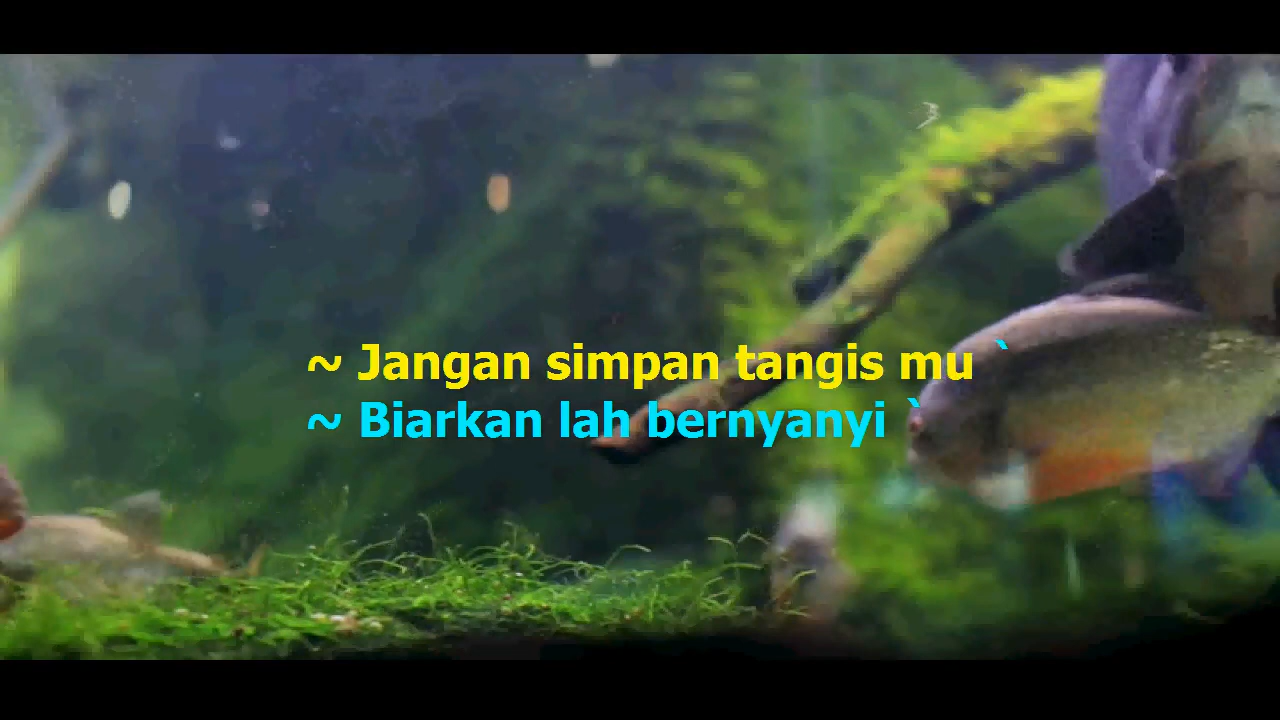 ~ Jangan simpan tangis mu `
~ Biarkan lah bernyanyi `